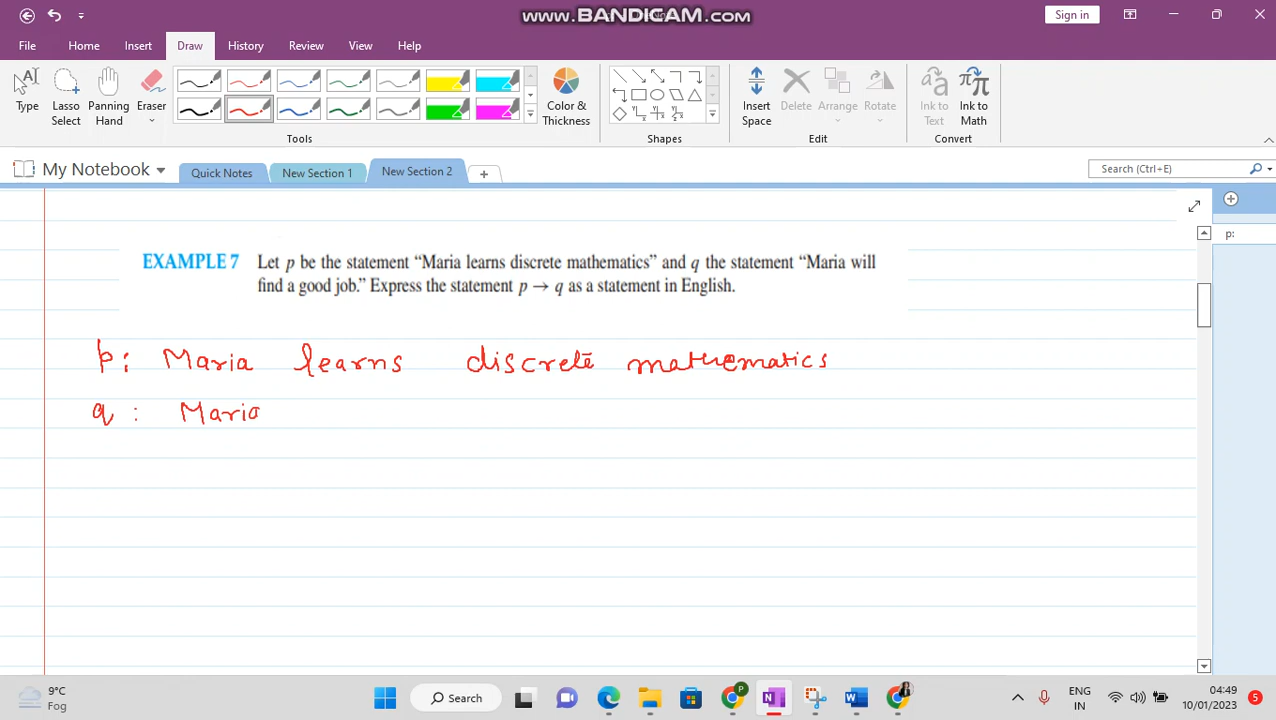 www.BANDICAM.com
Sign in
File Home Insert Draw History Review View Help
Type
Lasso Select
Panning Hand
Eraser
Tools
Color & Thickness
Shapes
Insert Space
Delete
Arrange
Rotate
Edit
Ink to Text
Ink to Math
Convert
My Notebook
Quick Notes
New Section 1
New Section 2
Search (Ctrl+E)
p:
EXAMPLE 7 Let p be the statement “Maria learns discrete mathematics” and q the statement “Maria will
find a good job.” Express the statement p → q as a statement in English.
p: Maria learns discrete mathematics
q : Maria
9°C
Fog
Search
ENG
IN
04:49
10/01/2023
5